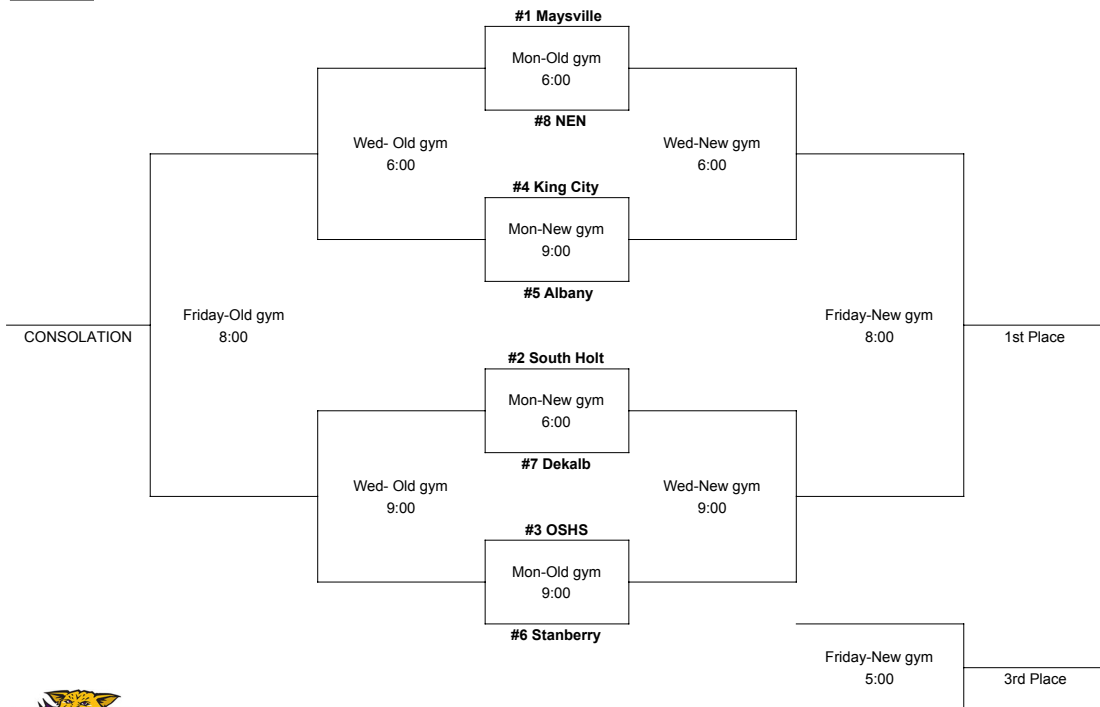 #1 Maysville
Mon-Old gym
6:00
#8 NEN
Wed- Old gym
6:00
Wed-New gym
6:00
#4 King City
Mon-New gym
9:00
#5 Albany
Friday-Old gym
8:00
Friday-New gym
8:00
CONSOLATION
1st Place
#2 South Holt
Mon-New gym
6:00
#7 Dekalb
Wed- Old gym
9:00
Wed-New gym
9:00
#3 OSHS
Mon-Old gym
9:00
#6 Stanberry
Friday-New gym
5:00
3rd Place